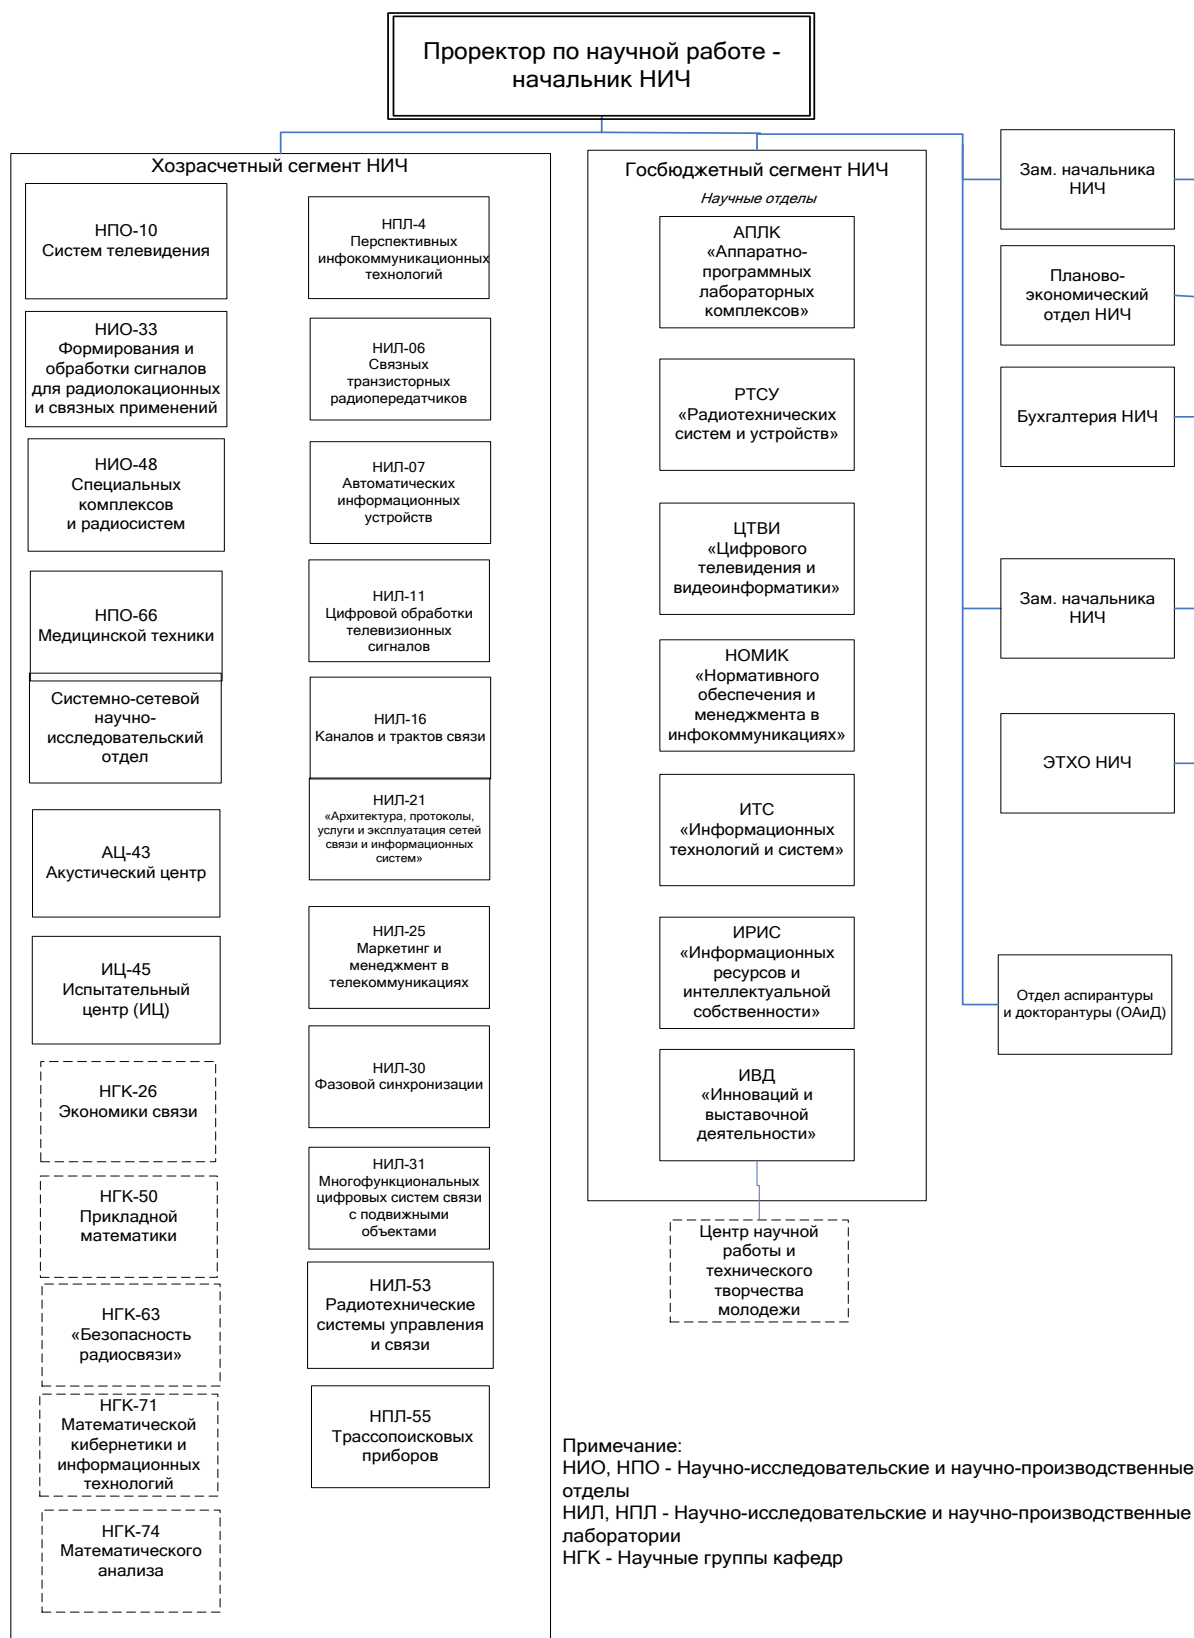 Проректор по научной работе -
начальник НИЧ
Хозрасчетный сегмент НИЧ
НПО-10
Систем телевидения
НИО-33
Формирования и
обработки сигналов
для радиолокационных
и связных применений
НИО-48
Специальных
комплексов
и радиосистем
НПО-66
Медицинской техники
Системно-сетевой
научно-
исследовательский
отдел
АЦ-43
Акустический центр
ИЦ-45
Испытательный
центр (ИЦ)
НГК-26
Экономики связи
НГК-50
Прикладной
математики
НГК-63
«Безопасность
радиосвязи»
НГК-71
Математической
кибернетики и
информационных
технологий
НГК-74
Математического
анализа
НПЛ-4
Перспективных
инфокоммуникационных
технологий
НИЛ-06
Связных
транзисторных
радиопередатчиков
НИЛ-07
Автоматических
информационных
устройств
НИЛ-11
Цифровой обработки
телевизионных
сигналов
НИЛ-16
Каналов и трактов связи
НИЛ-21
«Архитектура, протоколы,
услуги и эксплуатация сетей
связи и информационных
систем»
НИЛ-25
Маркетинг и
менеджмент в
телекоммуникациях
НИЛ-30
Фазовой синхронизации
НИЛ-31
Многофункциональных
цифровых систем связи
с подвижными
объектами
НИЛ-53
Радиотехнические
системы управления
и связи
НПЛ-55
Трассопоисковых
приборов
Госбюджетный сегмент НИЧ
Научные отделы
АПЛК
«Аппаратно-
программных
лабораторных
комплексов»
РТСУ
«Радиотехнических
систем и устройств»
ЦТВИ
«Цифрового
телевидения и
видеоинформатики»
НОМИК
«Нормативного
обеспечения и
менеджмента в
инфокоммуникациях»
ИТС
«Информационных
технологий и систем»
ИРИС
«Информационных
ресурсов и
интеллектуальной
собственности»
ИВД
«Инноваций и
выставочной
деятельности»
Центр научной
работы и
технического
творчества
молодежи
Зам. начальника
НИЧ
Планово-
экономический
отдел НИЧ
Бухгалтерия НИЧ
Зам. начальника
НИЧ
ЭТХО НИЧ
Отдел аспирантуры
и докторантуры (ОАиД)
Примечание:
НИО, НПО - Научно-исследовательские и научно-производственные
отделы
НИЛ, НПЛ - Научно-исследовательские и научно-производственные
лаборатории
НГК - Научные группы кафедр